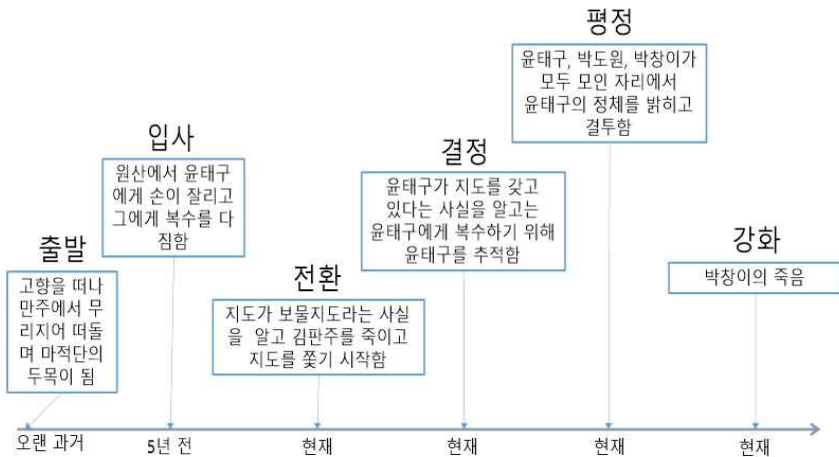 출발
고향을 떠나
만주에서 무
리지어 떠돌
며 마적단의
두목이 됨
입사
원산에서 윤태구
에게 손이 잘리고
그에게 복수를 다
짐함
전환
지도가 보물지도라는 사실
을 알고 김판주를 죽이고
지도를 쫓기 시작함
결정
윤태구가 지도를 갖고
있다는 사실을 알고는
윤태구에게 복수하기 위해
윤태구를 추적함
평정
윤태구, 박도원, 박창이가
모두 모인 자리에서
윤태구의 정체를 밝히고
결투함
강화
박창이의 죽음
오랜 과거
5년 전
현재
현재
현재
현재